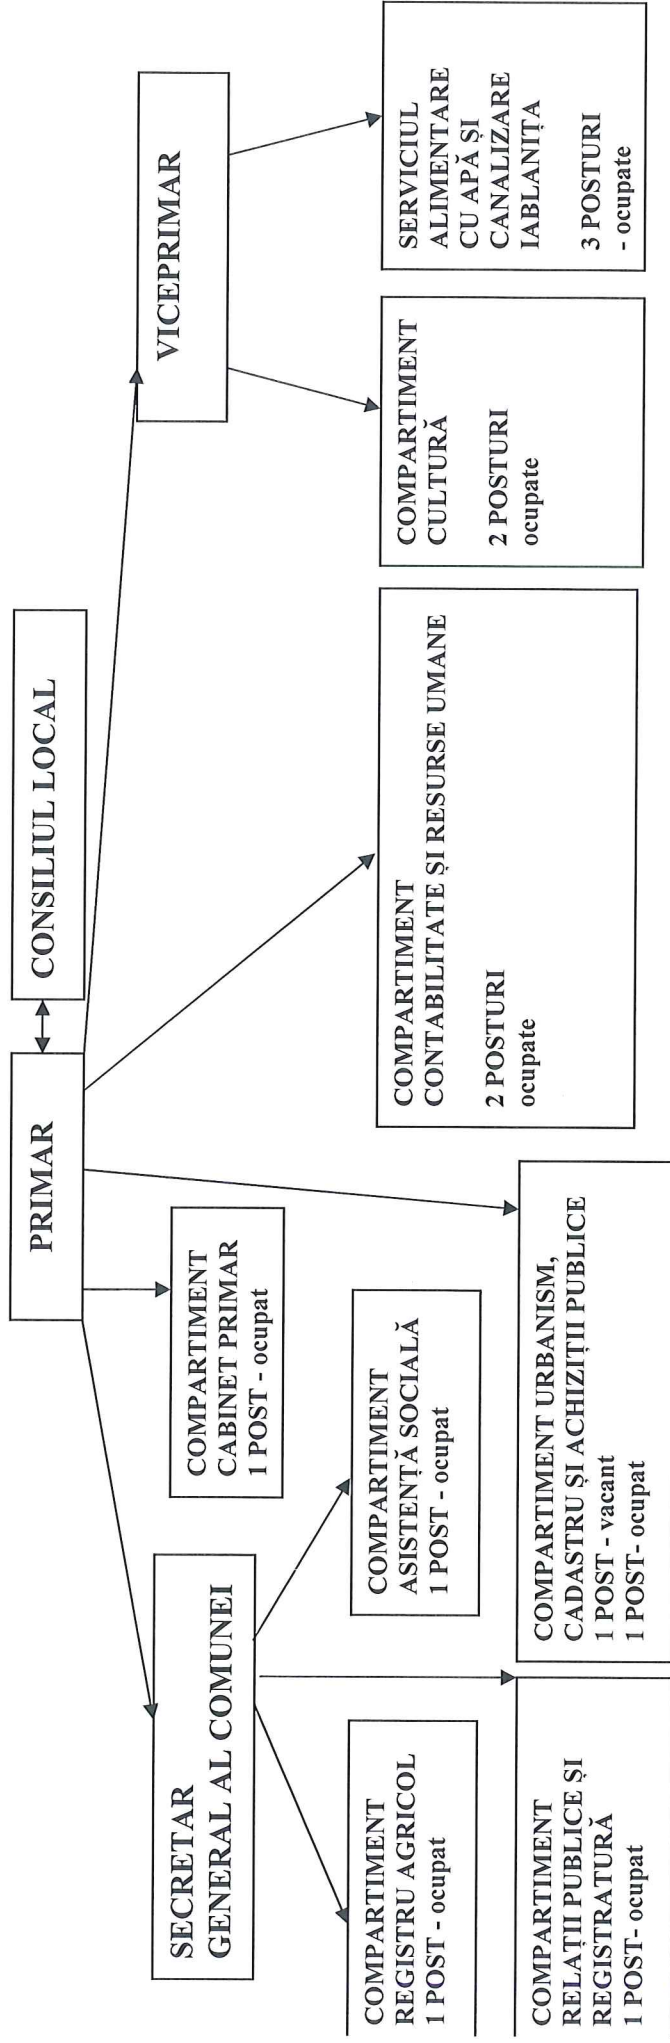 CONSILIUL LOCAL
PRIMAR
VICEPRIMAR
SECRETAR
GENERAL AL COMUNEI
COMPARTIMENT
CABINET PRIMAR
1 POST - ocupat
COMPARTIMENT
REGISTRU AGRICOL
1 POST - ocupat
COMPARTIMENT
ASISTENȚĂ SOCIALĂ
1 POST - ocupat
COMPARTIMENT
CONTABILITATE ȘI RESURSE UMANE
2 POSTURI
ocupate
COMPARTIMENT
CULTURĂ
2 POSTURI
ocupate
SERVICIUL
ALIMENTARE
CU APĂ ȘI
CANALIZARE
IABLANIȚA
3 POSTURI
- ocupate
COMPARTIMENT
RELAȚII PUBLICE ȘI
REGISTRATURĂ
1 POST- ocupat
COMPARTIMENT URBANISM,
CADASTRU ȘI ACHIZIȚII PUBLICE
1 POST - vacant
1 POST- ocupat